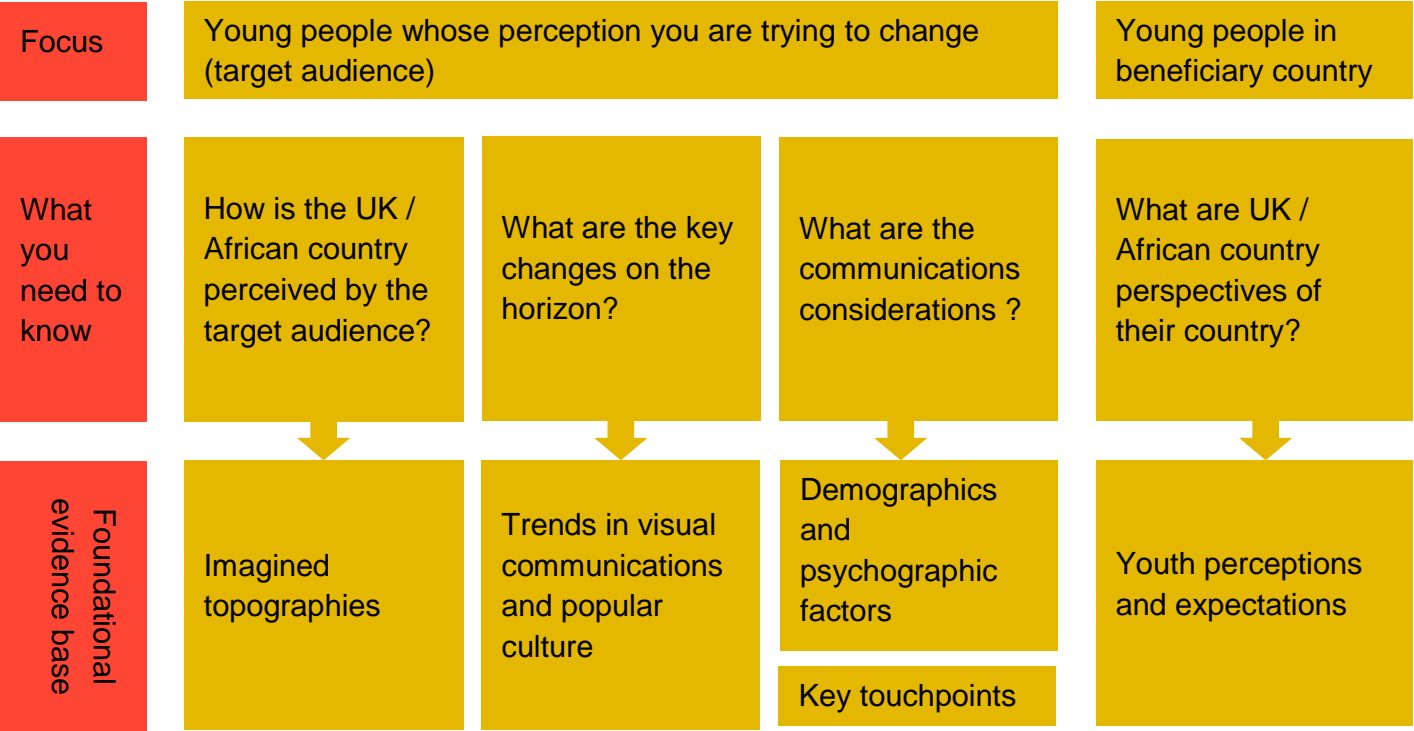 Focus
Young people whose perception you are trying to change
(target audience)
Young people in
beneficiary country
What
you
need to
know
How is the UK /
African country
perceived by the
target audience?
What are the key
changes on the
horizon?
What are the
communications
considerations ?
What are UK /
African country
perspectives of
their country?
Foundational
evidence base
Imagined
topographies
Trends in visual
communications
and popular
culture
Demographics
and
psychographic
factors
Key touchpoints
Youth perceptions
and expectations